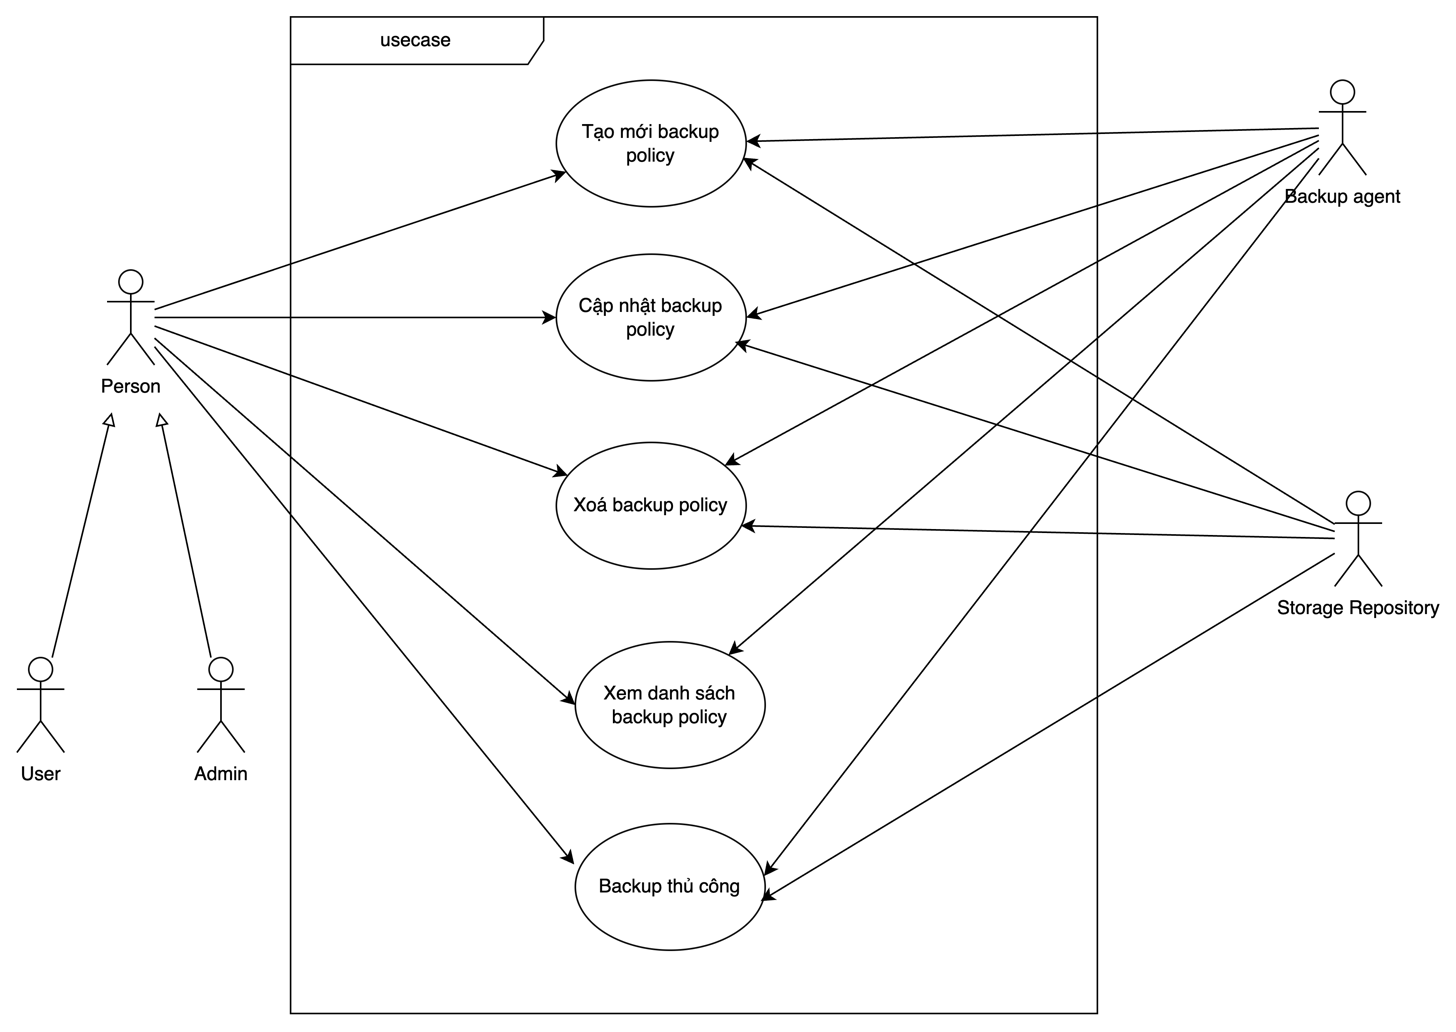 usecase
Tạo mới backup
policy
Backup agent
Cập nhật backup
policy
Person
Xoá backup policy
Storage Repository
Xem danh sách
backup policy
User
Admin
Backup thủ công